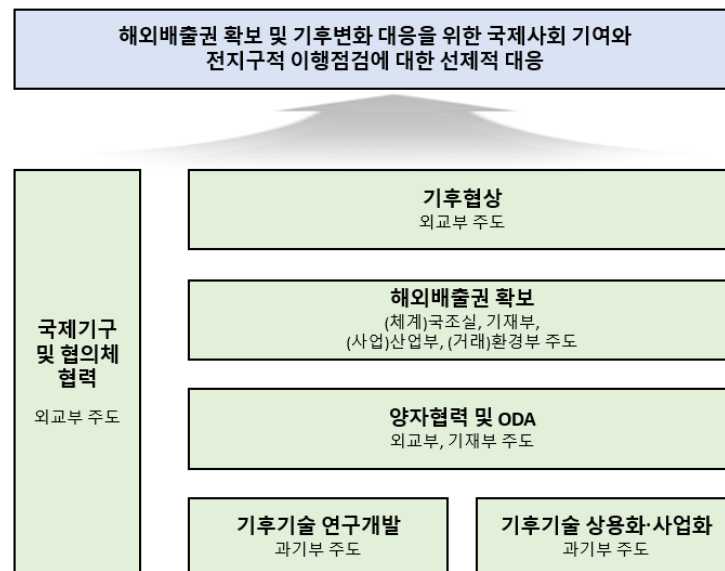 해외배출권 확보 및 기후변화 대응을 위한 국제사회 기여와
전지구적 이행점검에 대한 선제적 대응
국제기구
및 협의체
협력
외교부 주도
기후협상
외교부 주도
해외배출권 확보
(체계)국조실, 기재부,
(사업)산업부, (거래)환경부 주도
양자협력 및 ODA
외교부, 기재부 주도
기후기술 연구개발
과기부 주도
기후기술 상용화·사업화
과기부 주도